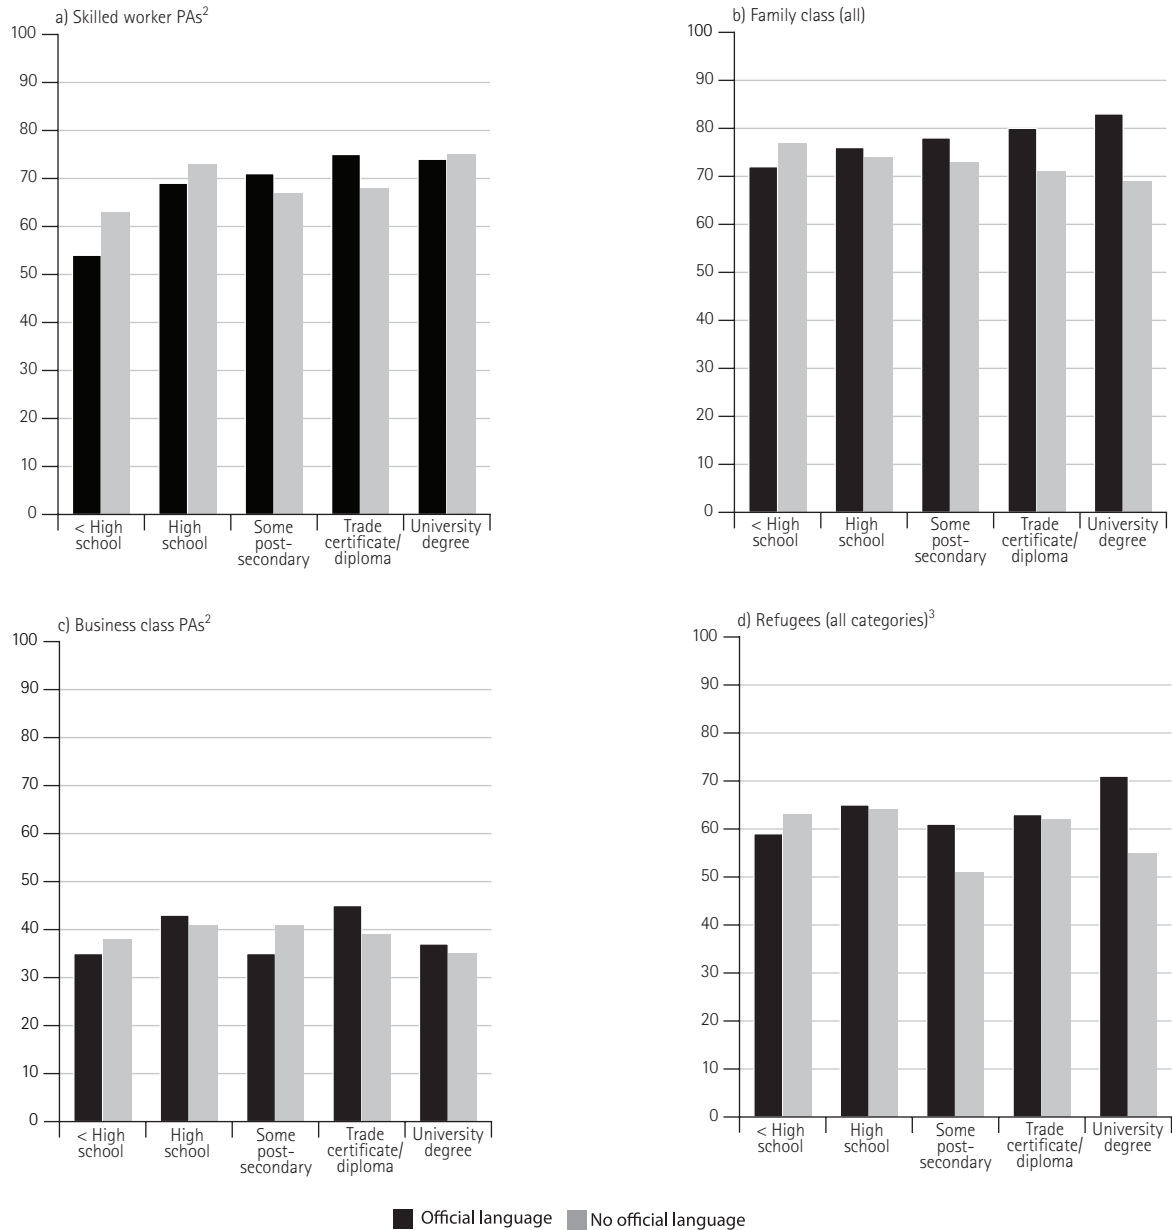 a) Skilled worker PAs²
100
90
80
70
60
50
40
30
20
10
0
< High school
High school
Some post-secondary
Trade certificate/diploma
University degree
b) Family class (all)
100
90
80
70
60
50
40
30
20
10
0
< High school
High school
Some post-secondary
Trade certificate/diploma
University degree
c) Business class PAs²
100
90
80
70
60
50
40
30
20
10
0
< High school
High school
Some post-secondary
Trade certificate/diploma
University degree
d) Refugees (all categories)³
100
90
80
70
60
50
40
30
20
10
0
< High school
High school
Some post-secondary
Trade certificate/diploma
University degree
Official language
No official language